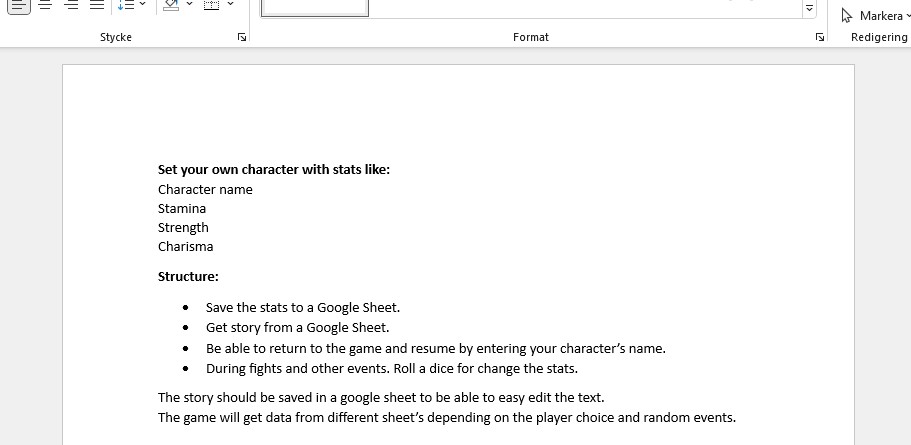 Markera
Stycke
Format
Redigering
Set your own character with stats like:
Character name
Stamina
Strength
Charisma
Structure:
• Save the stats to a Google Sheet.
• Get story from a Google Sheet.
• Be able to return to the game and resume by entering your character’s name.
• During fights and other events. Roll a dice for change the stats.
The story should be saved in a google sheet to be able to easy edit the text.
The game will get data from different sheet’s depending on the player choice and random events.